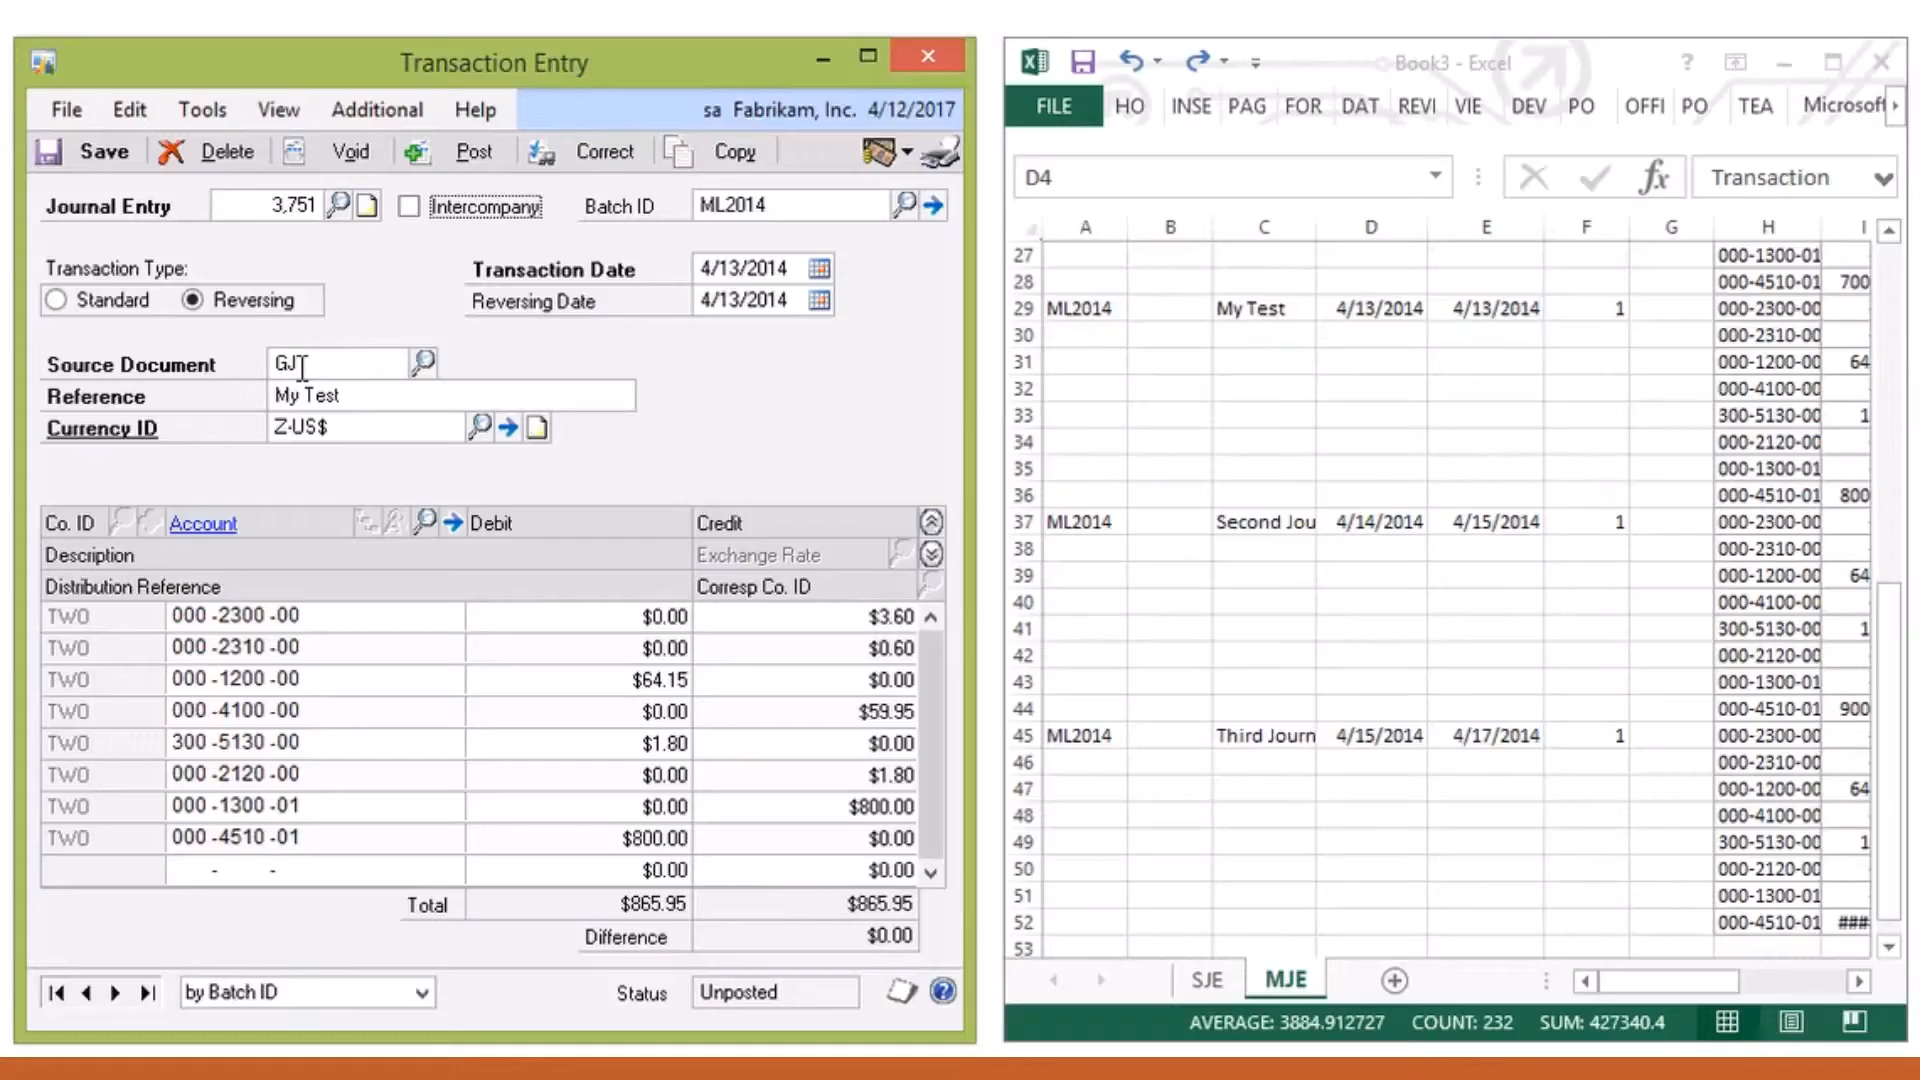 Transaction Entry
File Edit Tools View Additional Help sa Fabrikam, Inc. 4/12/2017
Save Delete Void Post Correct Copy
Journal Entry 3,751 Intercompany Batch ID ML2014
Transaction Type:
Standard Reversing
Transaction Date 4/13/2014
Reversing Date 4/13/2014
Source Document GJ
Reference My Test
Currency ID Z-US$
Co. ID Account Debit Credit
Description Exchange Rate
Distribution Reference Corresp Co. ID
TWO 000 -2300 -00 $0.00 $3.60
TWO 000 -2310 -00 $0.00 $0.60
TWO 000 -1200 -00 $64.15 $0.00
TWO 000 -4100 -00 $0.00 $59.95
TWO 300 -5130 -00 $1.80 $0.00
TWO 000 -2120 -00 $0.00 $1.80
TWO 000 -1300 -01 $0.00 $800.00
TWO 000 -4510 -01 $800.00 $0.00
- - $0.00 $0.00
Total $865.95 $865.95
Difference $0.00
by Batch ID Status Unposted
Book3 - Excel
FILE HO INSE PAG FOR DAT REVI VIE DEV PO OFFI PO TEA Microsoft
D4 fx Transaction
A B C D E F G H I
27 000-1300-01
28 000-4510-01 700
29 ML2014 My Test 4/13/2014 4/13/2014 1 000-2300-00
30 000-2310-00
31 000-1200-00 64
32 000-4100-00
33 300-5130-00 1
34 000-2120-00
35 000-1300-01
36 000-4510-01 800
37 ML2014 Second Jou 4/14/2014 4/15/2014 1 000-2300-00
38 000-2310-00
39 000-1200-00 64
40 000-4100-00
41 300-5130-00 1
42 000-2120-00
43 000-1300-01
44 000-4510-01 900
45 ML2014 Third Journ 4/15/2014 4/17/2014 1 000-2300-00
46 000-2310-00
47 000-1200-00 64
48 000-4100-00
49 300-5130-00 1
50 000-2120-00
51 000-1300-01
52 000-4510-01 ###
53
SJE MJE
AVERAGE: 3884.912727 COUNT: 232 SUM: 427340.4